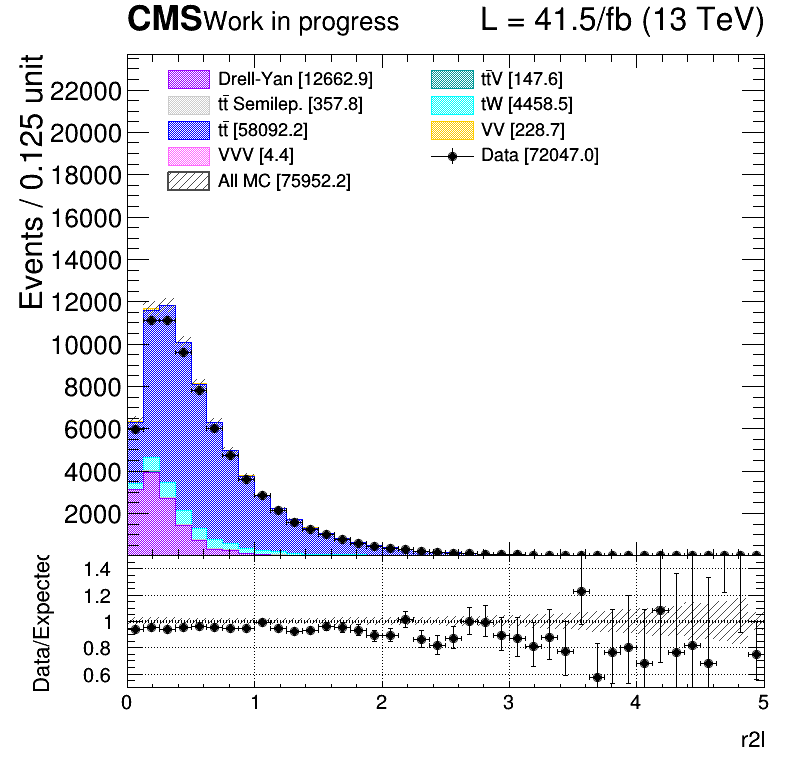 CMS Work in progress L = 41.5/fb (13 TeV)
Events / 0.125 unit
22000
20000
18000
16000
14000
12000
10000
8000
6000
4000
2000
Drell-Yan [12662.9]
tt̄ Semilep. [357.8]
tt̄ [58092.2]
VVV [4.4]
All MC [75952.2]
tt̄V [147.6]
tW [4458.5]
VV [228.7]
Data [72047.0]
Data/Expected
1.4
1.2
1
0.8
0.6
0 1 2 3 4 5
r2l